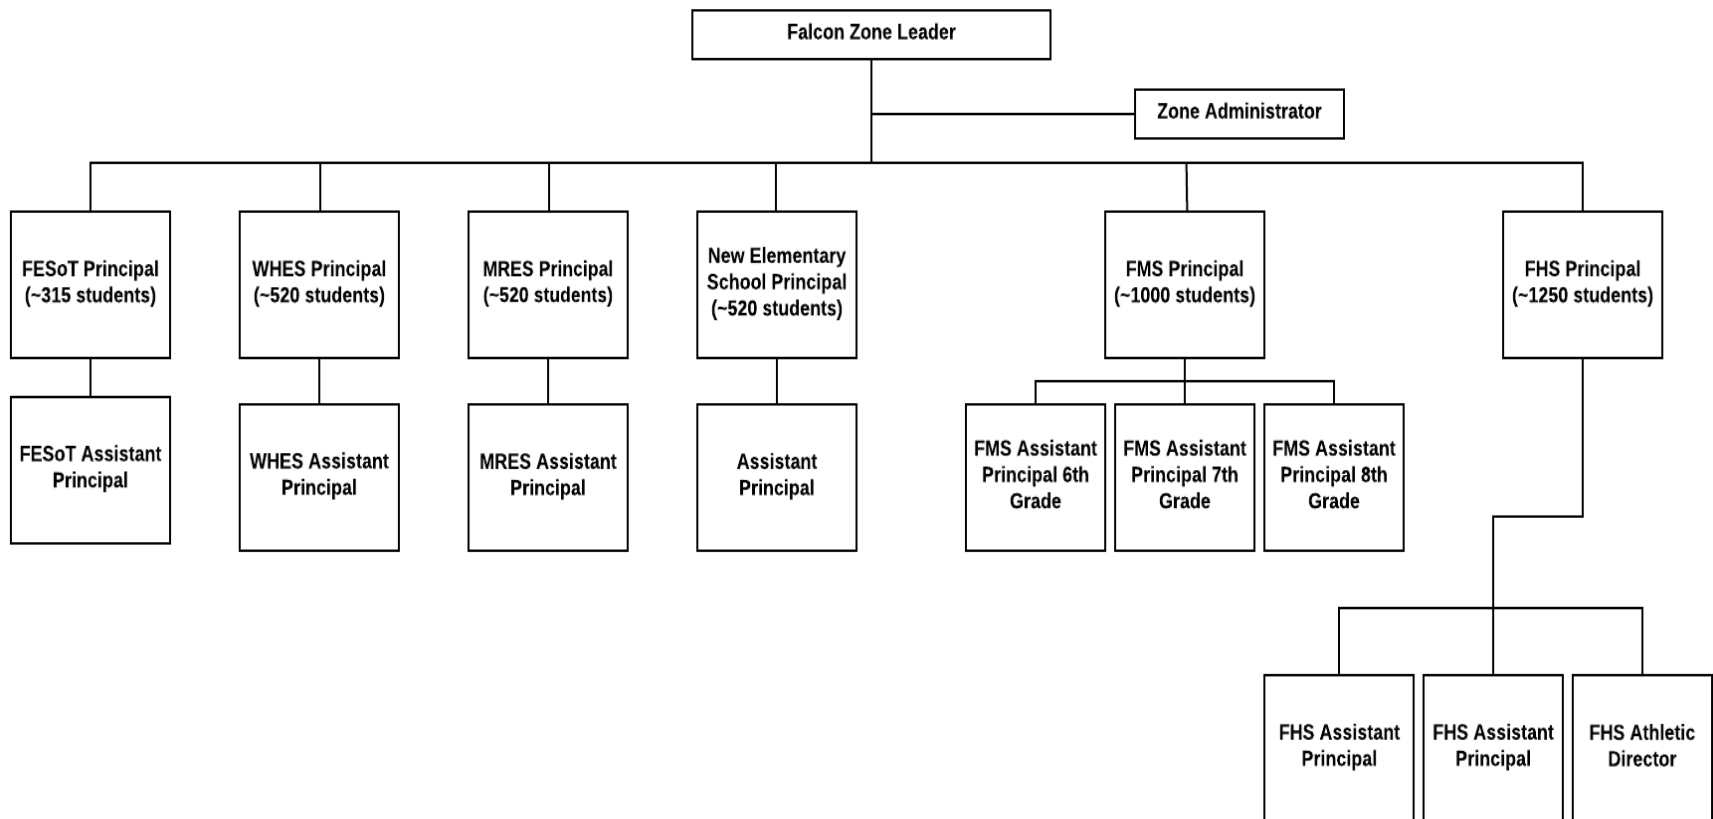 Falcon Zone Leader
Zone Administrator
FESoT Principal
(~315 students)
WHES Principal
(~520 students)
MRES Principal
(~520 students)
New Elementary
School Principal
(~520 students)
FMS Principal
(~1000 students)
FHS Principal
(~1250 students)
FESoT Assistant
Principal
WHES Assistant
Principal
MRES Assistant
Principal
Assistant
Principal
FMS Assistant
Principal 6th
Grade
FMS Assistant
Principal 7th
Grade
FMS Assistant
Principal 8th
Grade
FHS Assistant
Principal
FHS Assistant
Principal
FHS Athletic
Director